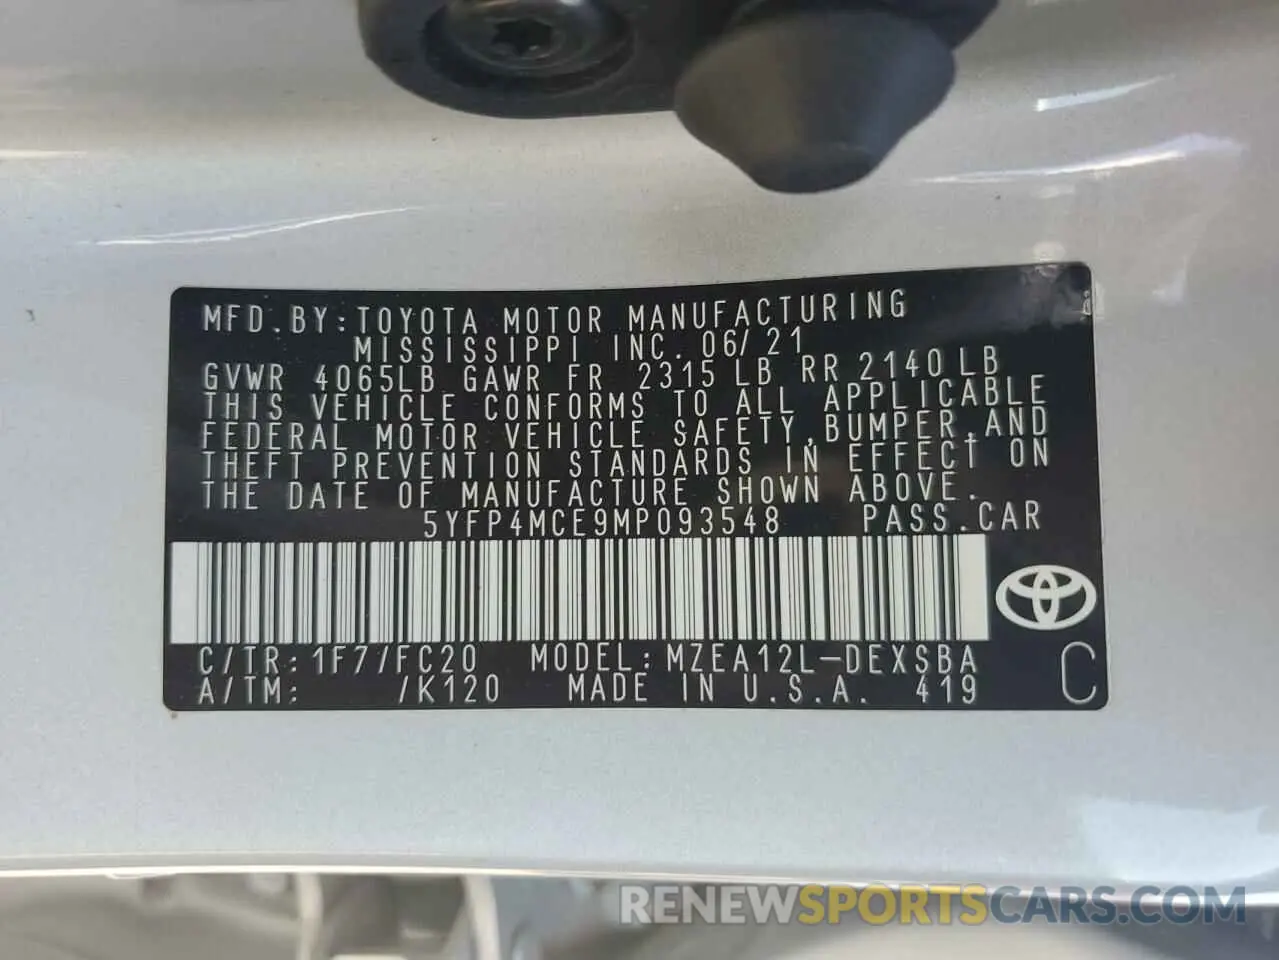 MFD.BY:TOYOTA MOTOR MANUFACTURING
MISSISSIPPI INC. 06/21
GVWR 4065LB GAWR FR 2315 LB RR 2140 LB
THIS VEHICLE CONFORMS TO ALL APPLICABLE
FEDERAL MOTOR VEHICLE SAFETY,BUMPER,AND
THEFT PREVENTION STANDARDS IN EFFECT ON
THE DATE OF MANUFACTURE SHOWN ABOVE.
5YFP4MCE9MP093548 PASS.CAR
C/TR:1F7/FC20 MODEL:MZEA12L-DEXSBA
A/TM: /K120 MADE IN U.S.A. 419
C
RENEWSPORTSCARS.COM